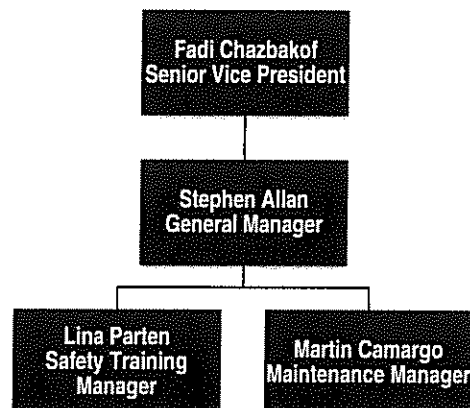 Fadi Chazbakof
Senior Vice President
Stephen Allan
General Manager
Lina Parten
Safety Training
Manager
Martin Camargo
Maintenance Manager